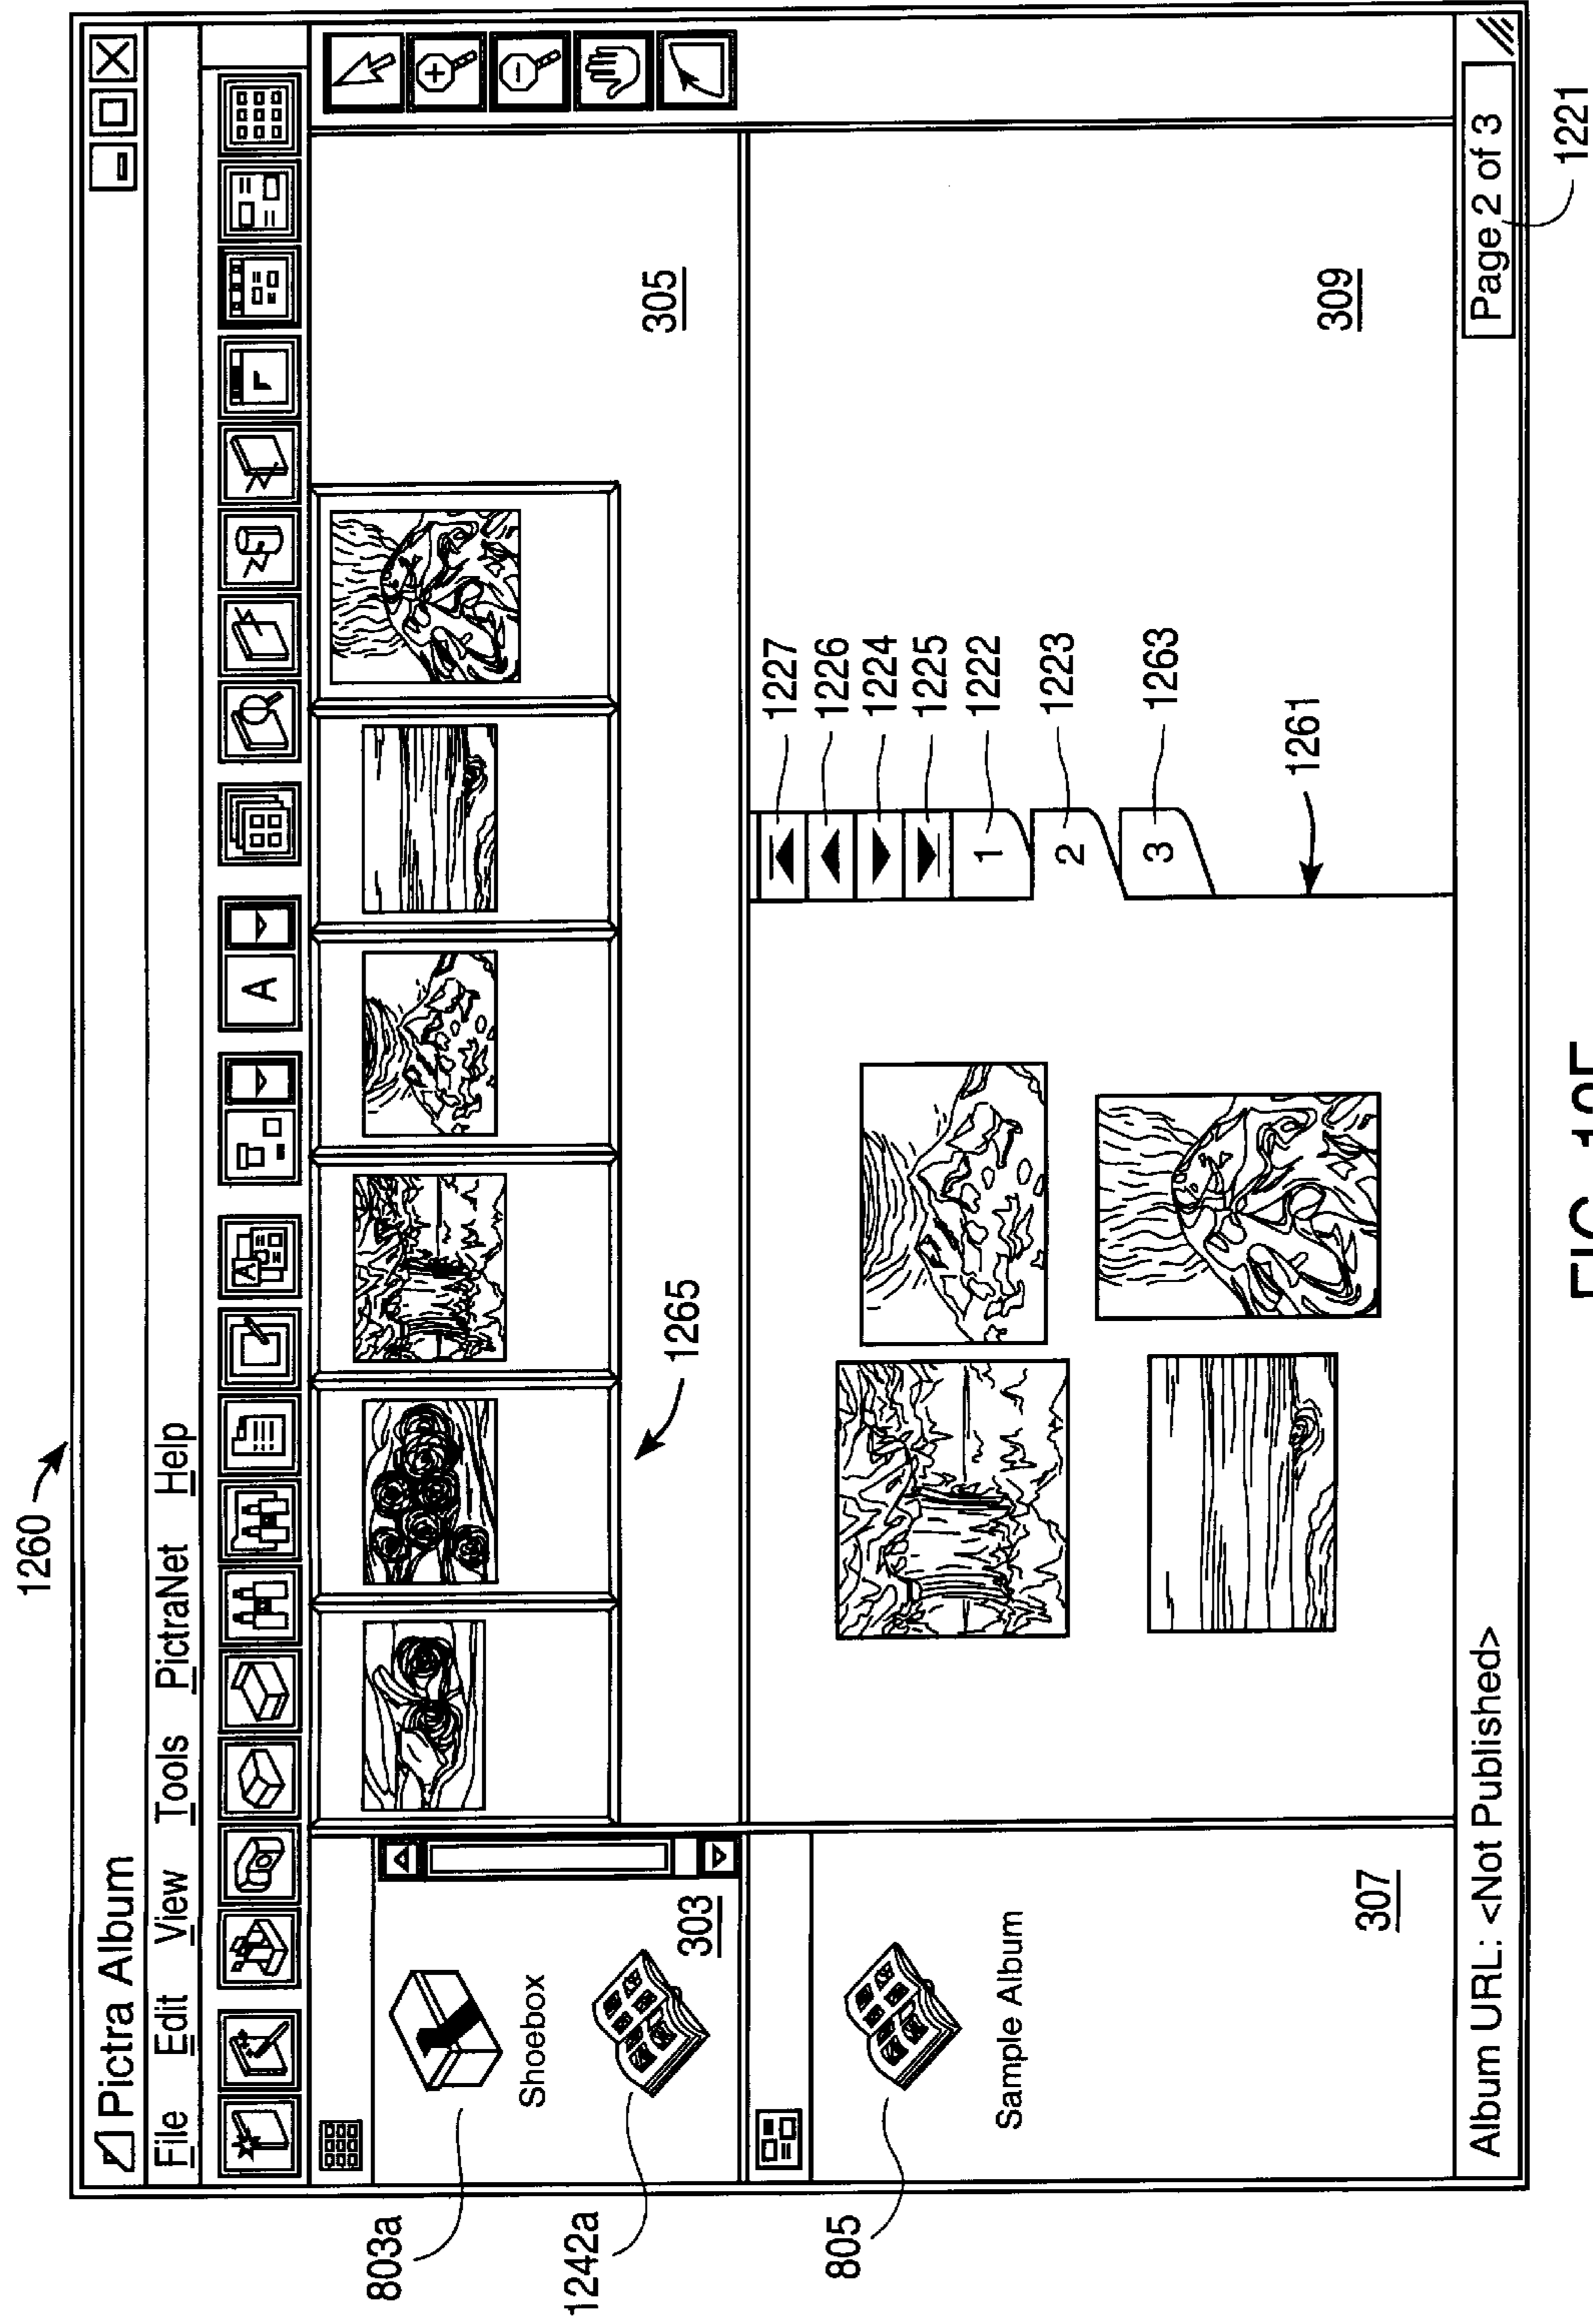 1260
Pictra Album
File Edit View Tools PictraNet Help
A
803a
Shoebox
303
1242a
1265
305
805
Sample Album
307
1227
1226
1224
1225
1 1222
2 1223
3 1263
1261
309
Album URL: <Not Published>
Page 2 of 3
1221